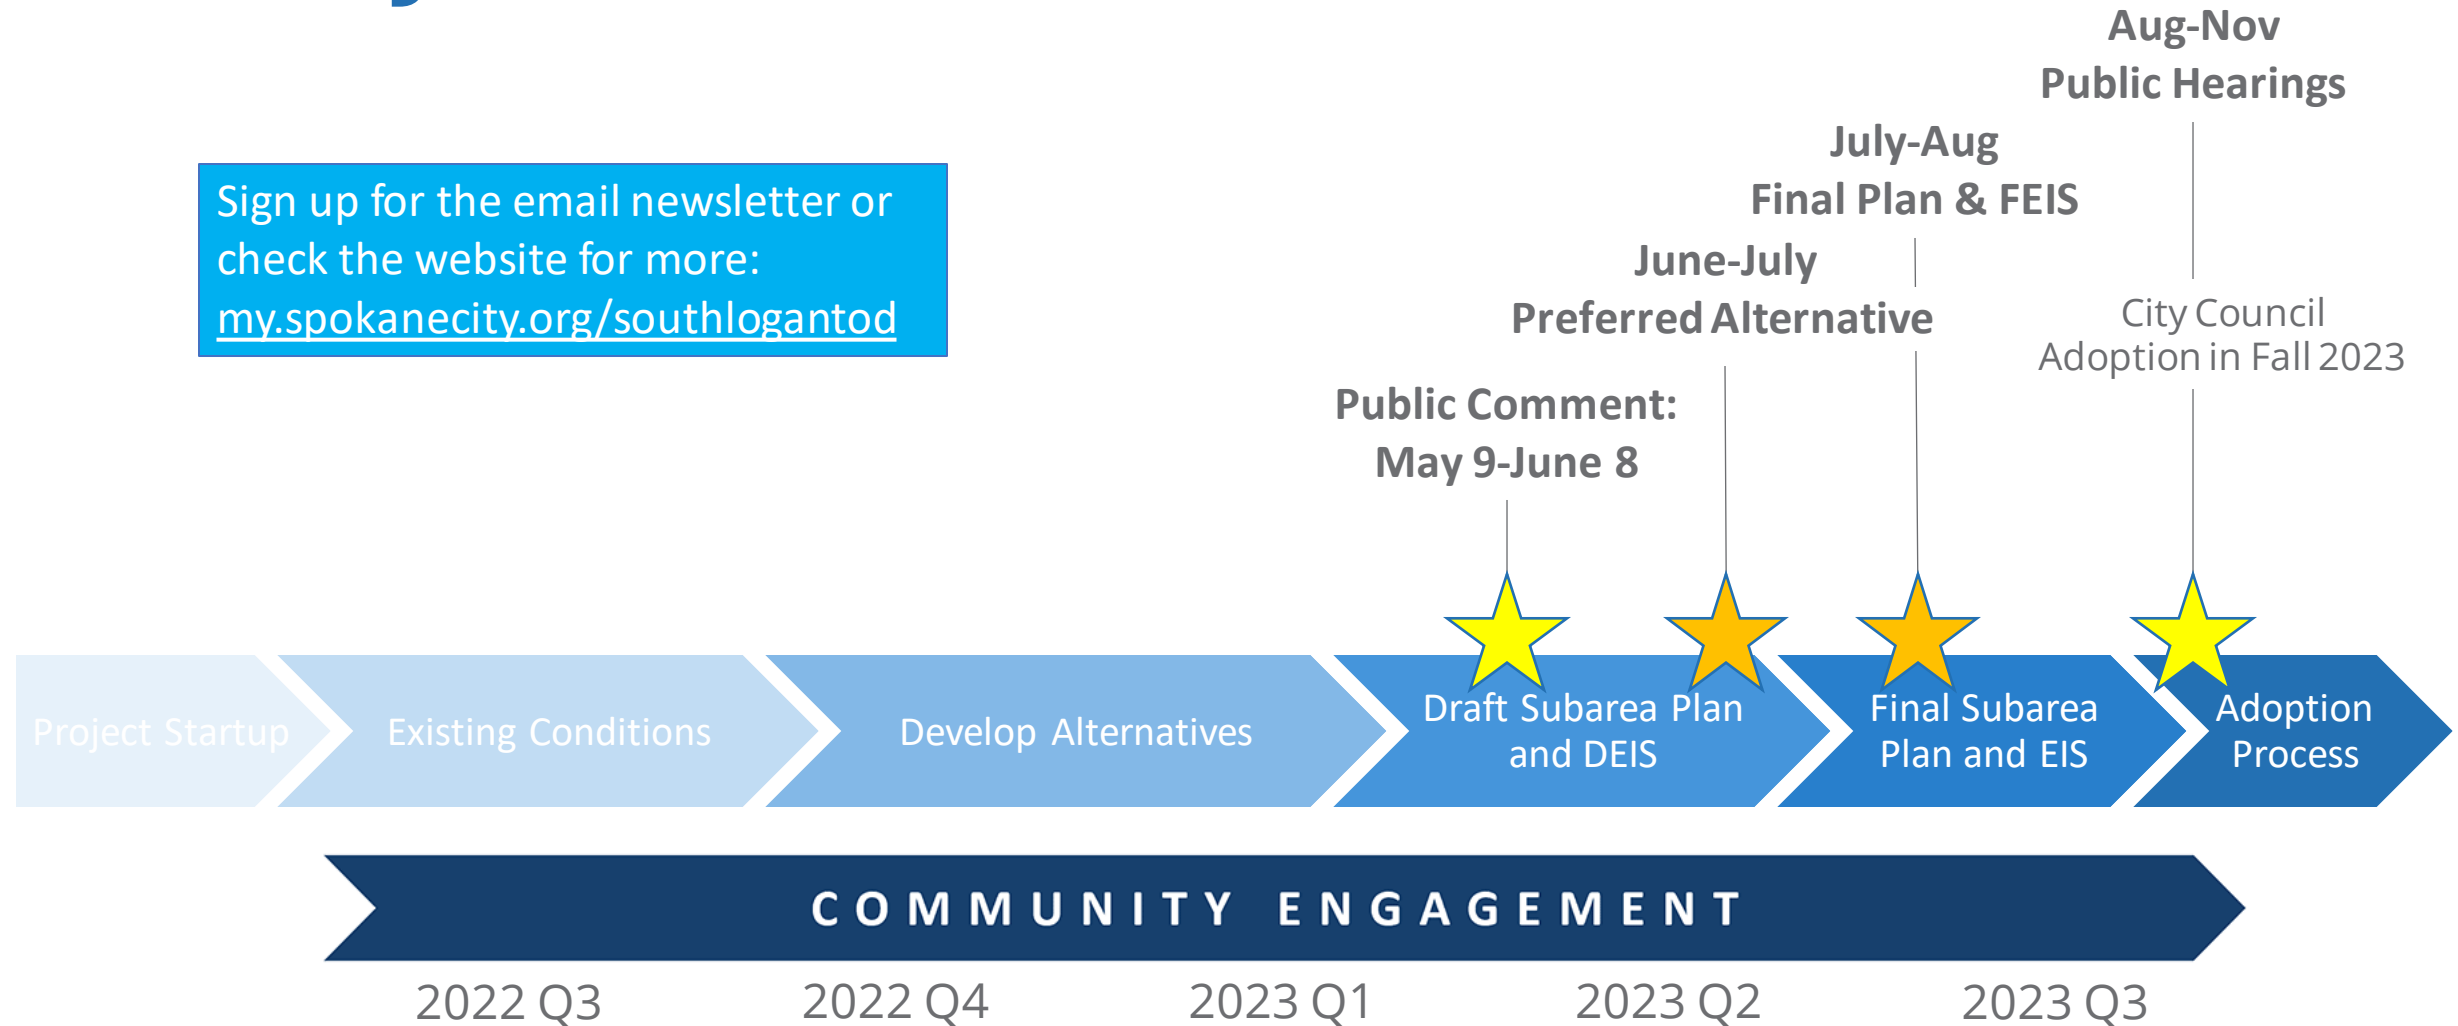 Aug-Nov
Public Hearings
July-Aug
Final Plan & FEIS
Sign up for the email newsletter or
check the website for more:
my.spokanecity.org/southlogantod
June-July
Preferred Alternative
City Council
Adoption in Fall 2023
Public Comment:
May 9-June 8
Project Startup
Existing Conditions
Develop Alternatives
Draft Subarea Plan
and DEIS
Final Subarea
Plan and EIS
Adoption
Process
COMMUNITY ENGAGEMENT
2022 Q3
2022 Q4
2023 Q1
2023 Q2
2023 Q3